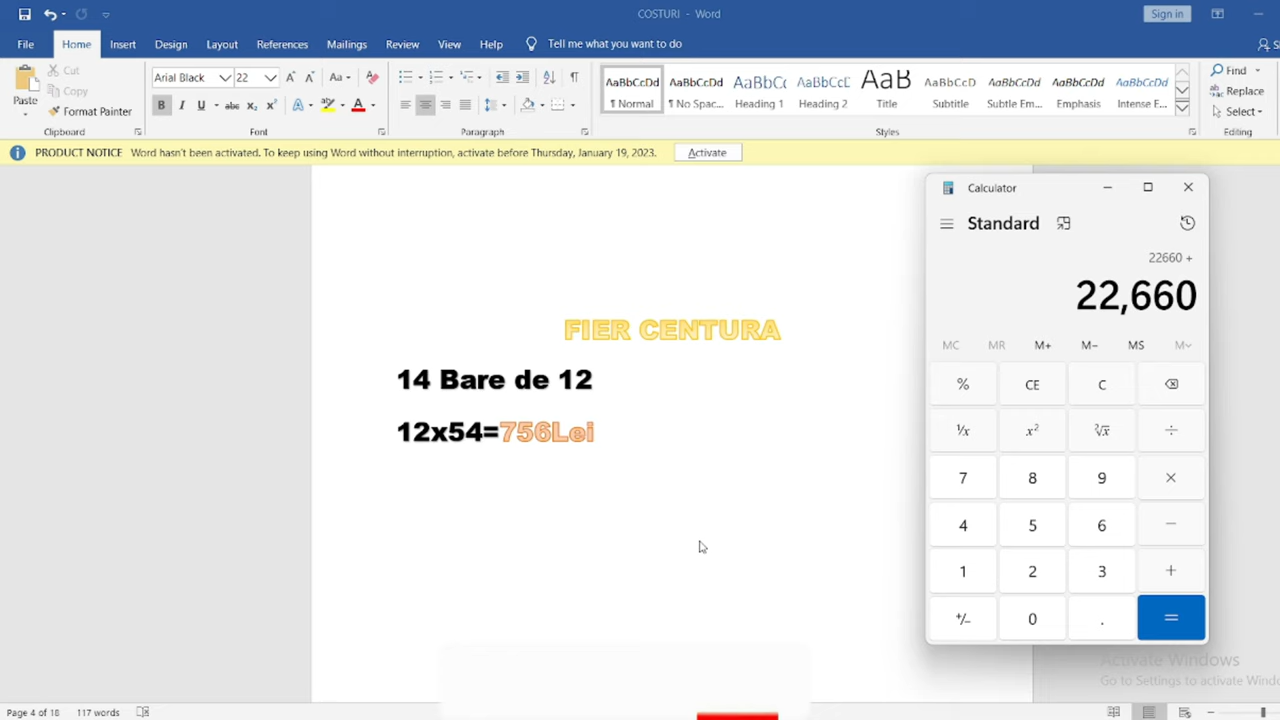 COSTURI - Word
Sign in
File Home Insert Design Layout References Mailings Review View Help Tell me what you want to do
Paste
Cut
Copy
Format Painter
Clipboard
Arial Black 22
Font
Paragraph
AaBbCcDd AaBbCcDd AaBbCc AaBbCcD AaB AaBbCcD AaBbCcDd AaBbCcDd AaBbCcDd
¶ Normal ¶ No Spac... Heading 1 Heading 2 Title Subtitle Subtle Em... Emphasis Intense E...
Styles
Find
Replace
Select
Editing
PRODUCT NOTICE Word hasn't been activated. To keep using Word without interruption, activate before Thursday, January 19, 2023. Activate
FIER CENTURA
14 Bare de 12
12x54=756Lei
Calculator
Standard
22660 +
22,660
MC MR M+ M− MS M˅
% CE C
¹/x x² ²√x ÷
7 8 9 ×
4 5 6 −
1 2 3 +
+/− 0 . =
Activate Windows
Go to Settings to activate Windo
Page 4 of 18 117 words